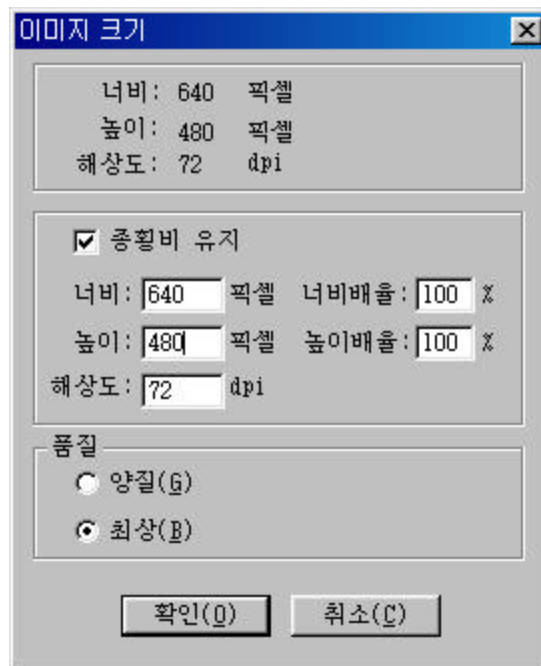 이미지 크기
너비: 640 픽셀
높이: 480 픽셀
해상도: 72 dpi
종횡비 유지
너비: 640 픽셀 너비배율: 100 %
높이: 480 픽셀 높이배율: 100 %
해상도: 72 dpi
품질
양질(G)
최상(B)
확인(O) 취소(C)